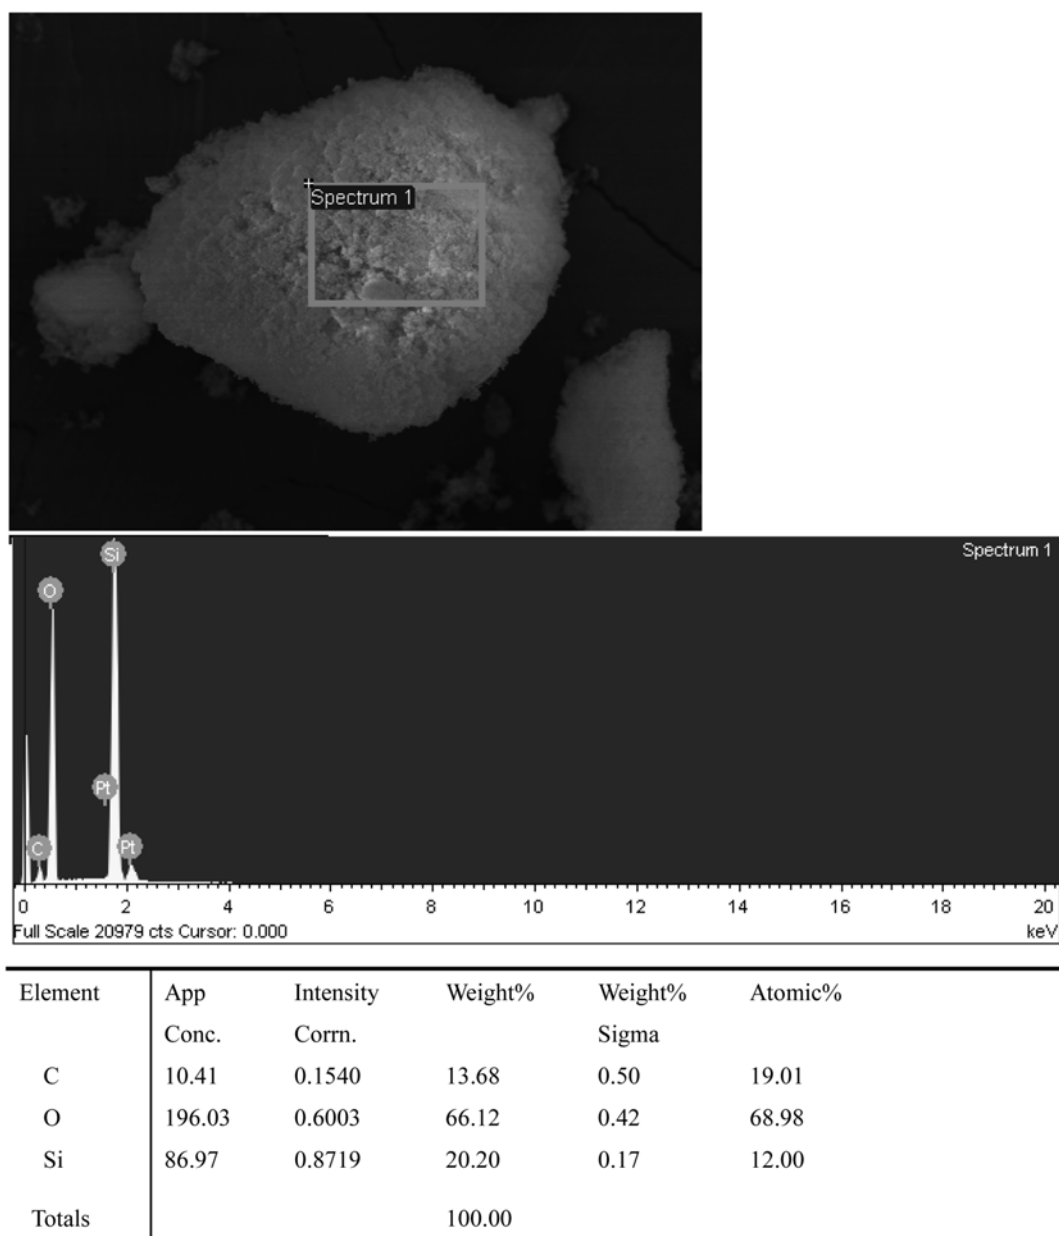 Spectrum 1
Spectrum 1
Si
O
Pt
C
Pt
0 2 4 6 8 10 12 14 16 18 20
Full Scale 20979 cts Cursor: 0.000 keV
Element App Intensity Weight% Weight% Atomic%
Conc. Corrn. Sigma
C 10.41 0.1540 13.68 0.50 19.01
O 196.03 0.6003 66.12 0.42 68.98
Si 86.97 0.8719 20.20 0.17 12.00
Totals 100.00